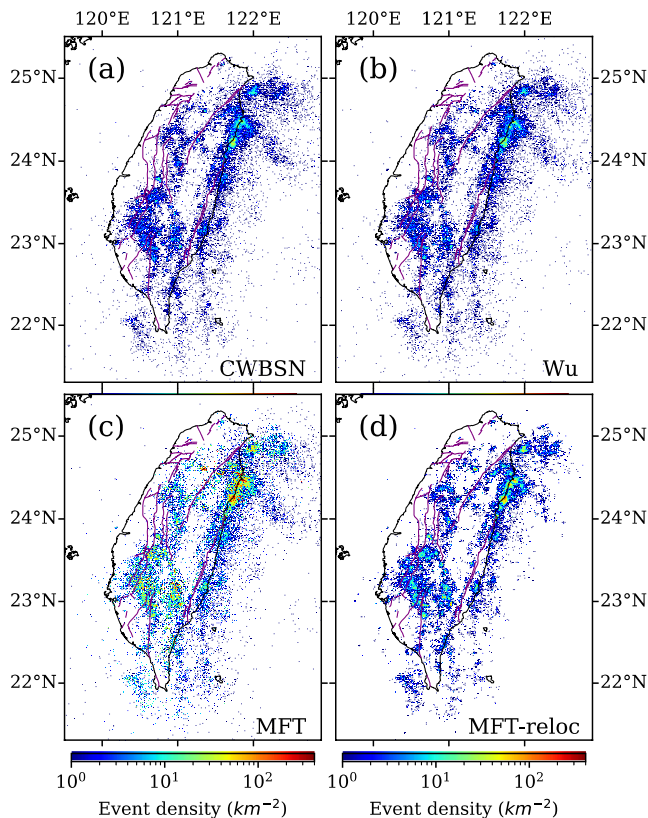 120°E 121°E 122°E 120°E 121°E 122°E
25°N (a) (b) 25°N
24°N 24°N
23°N 23°N
22°N 22°N
CWBSN Wu
25°N (c) (d) 25°N
24°N 24°N
23°N 23°N
22°N 22°N
MFT MFT-reloc
10⁰ 10¹ 10² 10⁰ 10¹ 10²
Event density (km⁻²) Event density (km⁻²)